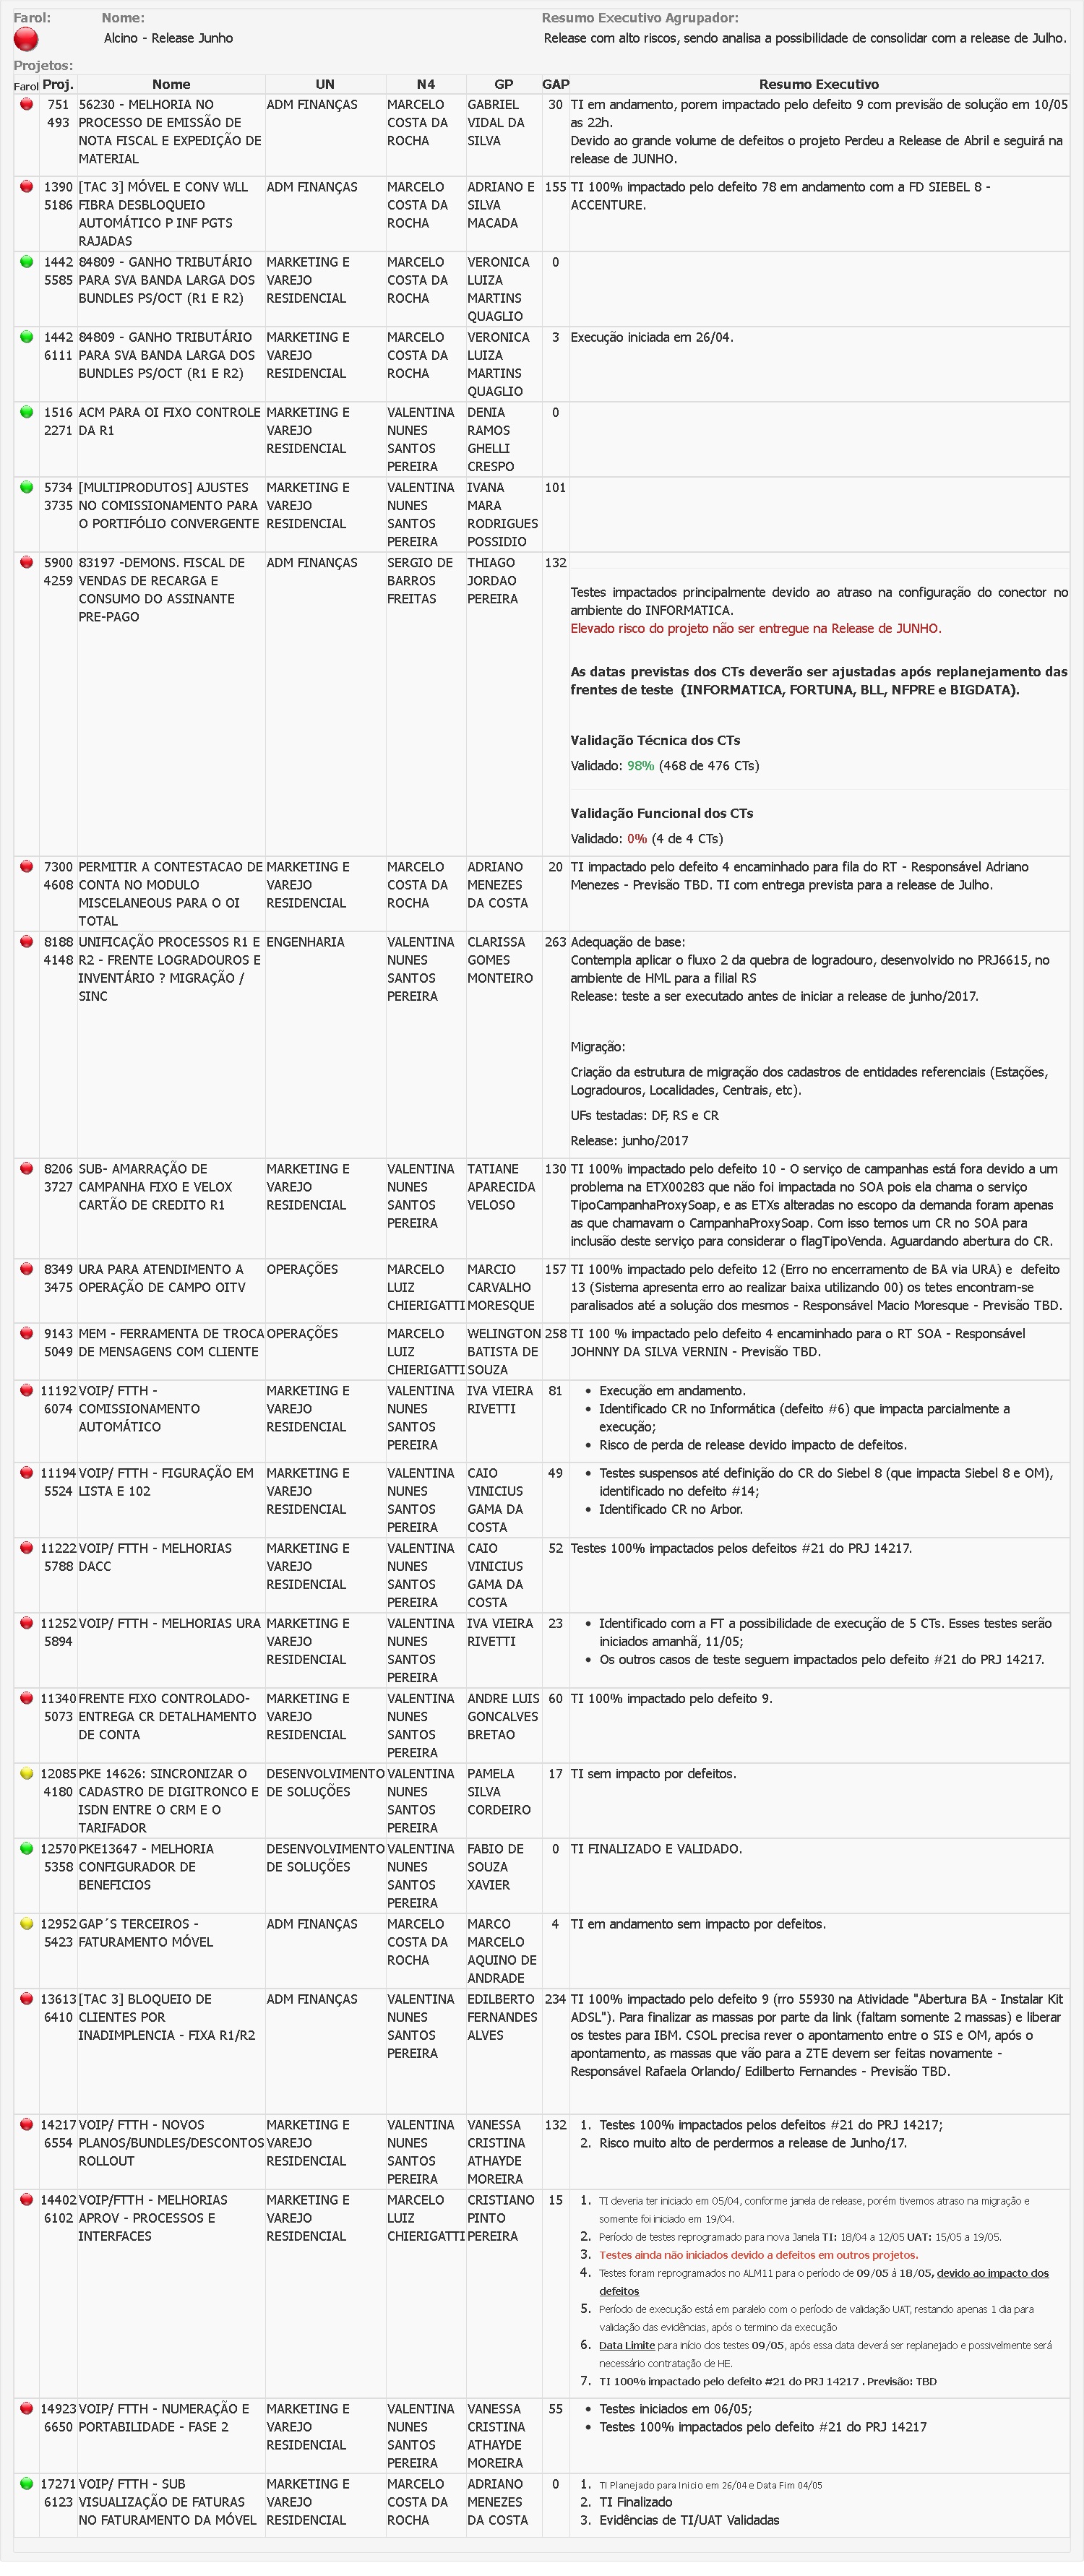 Farol: Nome: Resumo Executivo Agrupador:
Alcino - Release Junho Release com alto riscos, sendo analisa a possibilidade de consolidar com a release de Julho.
Projetos:
Farol Proj. Nome UN N4 GP GAP Resumo Executivo
751 56230 - MELHORIA NO ADM FINANÇAS MARCELO GABRIEL 30 TI em andamento, porem impactado pelo defeito 9 com previsão de solução em 10/05
493 PROCESSO DE EMISSÃO DE COSTA DA VIDAL DA as 22h.
NOTA FISCAL E EXPEDIÇÃO DE ROCHA SILVA Devido ao grande volume de defeitos o projeto Perdeu a Release de Abril e seguirá na
MATERIAL release de JUNHO.
1390 [TAC 3] MÓVEL E CONV WLL ADM FINANÇAS MARCELO ADRIANO E 155 TI 100% impactado pelo defeito 78 em andamento com a FD SIEBEL 8 -
5186 FIBRA DESBLOQUEIO COSTA DA SILVA ACCENTURE.
AUTOMÁTICO P INF PGTS ROCHA MACADA
RAJADAS
1442 84809 - GANHO TRIBUTÁRIO MARKETING E MARCELO VERONICA 0
5585 PARA SVA BANDA LARGA DOS VAREJO COSTA DA LUIZA
BUNDLES PS/OCT (R1 E R2) RESIDENCIAL ROCHA MARTINS
QUAGLIO
1442 84809 - GANHO TRIBUTÁRIO MARKETING E MARCELO VERONICA 3 Execução iniciada em 26/04.
6111 PARA SVA BANDA LARGA DOS VAREJO COSTA DA LUIZA
BUNDLES PS/OCT (R1 E R2) RESIDENCIAL ROCHA MARTINS
QUAGLIO
1516 ACM PARA OI FIXO CONTROLE MARKETING E VALENTINA DENIA 0
2271 DA R1 VAREJO NUNES RAMOS
RESIDENCIAL SANTOS GHELLI
PEREIRA CRESPO
5734 [MULTIPRODUTOS] AJUSTES MARKETING E VALENTINA IVANA 101
3735 NO COMISSIONAMENTO PARA VAREJO NUNES MARA
O PORTIFÓLIO CONVERGENTE RESIDENCIAL SANTOS RODRIGUES
PEREIRA POSSIDIO
5900 83197 -DEMONS. FISCAL DE ADM FINANÇAS SERGIO DE THIAGO 132
4259 VENDAS DE RECARGA E BARROS JORDAO
CONSUMO DO ASSINANTE FREITAS PEREIRA
PRE-PAGO
Testes impactados principalmente devido ao atraso na configuração do conector no
ambiente do INFORMATICA.
Elevado risco do projeto não ser entregue na Release de JUNHO.
As datas previstas dos CTs deverão ser ajustadas após replanejamento das
frentes de teste (INFORMATICA, FORTUNA, BLL, NFPRE e BIGDATA).
Validação Técnica dos CTs
Validado: 98% (468 de 476 CTs)
Validação Funcional dos CTs
Validado: 0% (4 de 4 CTs)
7300 PERMITIR A CONTESTACAO DE MARKETING E MARCELO ADRIANO 20 TI impactado pelo defeito 4 encaminhado para fila do RT - Responsável Adriano
4608 CONTA NO MODULO VAREJO COSTA DA MENEZES Menezes - Previsão TBD. TI com entrega prevista para a release de Julho.
MISCELANEOUS PARA O OI RESIDENCIAL ROCHA DA COSTA
TOTAL
8188 UNIFICAÇÃO PROCESSOS R1 E ENGENHARIA VALENTINA CLARISSA 263 Adequação de base:
4148 R2 - FRENTE LOGRADOUROS E NUNES GOMES Contempla aplicar o fluxo 2 da quebra de logradouro, desenvolvido no PRJ6615, no
INVENTÁRIO ? MIGRAÇÃO / SANTOS MONTEIRO ambiente de HML para a filial RS
SINC PEREIRA Release: teste a ser executado antes de iniciar a release de junho/2017.
Migração:
Criação da estrutura de migração dos cadastros de entidades referenciais (Estações,
Logradouros, Localidades, Centrais, etc).
UFs testadas: DF, RS e CR
Release: junho/2017
8206 SUB- AMARRAÇÃO DE MARKETING E VALENTINA TATIANE 130 TI 100% impactado pelo defeito 10 - O serviço de campanhas está fora devido a um
3727 CAMPANHA FIXO E VELOX VAREJO NUNES APARECIDA problema na ETX00283 que não foi impactada no SOA pois ela chama o serviço
CARTÃO DE CREDITO R1 RESIDENCIAL SANTOS VELOSO TipoCampanhaProxySoap, e as ETXs alteradas no escopo da demanda foram apenas
PEREIRA as que chamavam o CampanhaProxySoap. Com isso temos um CR no SOA para
inclusão deste serviço para considerar o flagTipoVenda. Aguardando abertura do CR.
8349 URA PARA ATENDIMENTO A OPERAÇÕES MARCELO MARCIO 157 TI 100% impactado pelo defeito 12 (Erro no encerramento de BA via URA) e defeito
3475 OPERAÇÃO DE CAMPO OITV LUIZ CARVALHO 13 (Sistema apresenta erro ao realizar baixa utilizando 00) os tetes encontram-se
CHIERIGATTI MORESQUE paralisados até a solução dos mesmos - Responsável Macio Moresque - Previsão TBD.
9143 MEM - FERRAMENTA DE TROCA OPERAÇÕES MARCELO WELINGTON 258 TI 100 % impactado pelo defeito 4 encaminhado para o RT SOA - Responsável
5049 DE MENSAGENS COM CLIENTE LUIZ BATISTA DE JOHNNY DA SILVA VERNIN - Previsão TBD.
CHIERIGATTI SOUZA
11192 VOIP/ FTTH - MARKETING E VALENTINA IVA VIEIRA 81 • Execução em andamento.
6074 COMISSIONAMENTO VAREJO NUNES RIVETTI • Identificado CR no Informática (defeito #6) que impacta parcialmente a
AUTOMÁTICO RESIDENCIAL SANTOS execução;
PEREIRA • Risco de perda de release devido impacto de defeitos.
11194 VOIP/ FTTH - FIGURAÇÃO EM MARKETING E VALENTINA CAIO 49 • Testes suspensos até definição do CR do Siebel 8 (que impacta Siebel 8 e OM),
5524 LISTA E 102 VAREJO NUNES VINICIUS identificado no defeito #14;
RESIDENCIAL SANTOS GAMA DA • Identificado CR no Arbor.
PEREIRA COSTA
11222 VOIP/ FTTH - MELHORIAS MARKETING E VALENTINA CAIO 52 Testes 100% impactados pelos defeitos #21 do PRJ 14217.
5788 DACC VAREJO NUNES VINICIUS
RESIDENCIAL SANTOS GAMA DA
PEREIRA COSTA
11252 VOIP/ FTTH - MELHORIAS URA MARKETING E VALENTINA IVA VIEIRA 23 • Identificado com a FT a possibilidade de execução de 5 CTs. Esses testes serão
5894 VAREJO NUNES RIVETTI iniciados amanhã, 11/05;
RESIDENCIAL SANTOS • Os outros casos de teste seguem impactados pelo defeito #21 do PRJ 14217.
PEREIRA
11340 FRENTE FIXO CONTROLADO- MARKETING E VALENTINA ANDRE LUIS 60 TI 100% impactado pelo defeito 9.
5073 ENTREGA CR DETALHAMENTO VAREJO NUNES GONCALVES
DE CONTA RESIDENCIAL SANTOS BRETAO
PEREIRA
12085 PKE 14626: SINCRONIZAR O DESENVOLVIMENTO VALENTINA PAMELA 17 TI sem impacto por defeitos.
4180 CADASTRO DE DIGITRONCO E DE SOLUÇÕES NUNES SILVA
ISDN ENTRE O CRM E O SANTOS CORDEIRO
TARIFADOR PEREIRA
12570 PKE13647 - MELHORIA DESENVOLVIMENTO VALENTINA FABIO DE 0 TI FINALIZADO E VALIDADO.
5358 CONFIGURADOR DE DE SOLUÇÕES NUNES SOUZA
BENEFICIOS SANTOS XAVIER
PEREIRA
12952 GAP´S TERCEIROS - ADM FINANÇAS MARCELO MARCO 4 TI em andamento sem impacto por defeitos.
5423 FATURAMENTO MÓVEL COSTA DA MARCELO
ROCHA AQUINO DE
ANDRADE
13613 [TAC 3] BLOQUEIO DE ADM FINANÇAS VALENTINA EDILBERTO 234 TI 100% impactado pelo defeito 9 (rro 55930 na Atividade "Abertura BA - Instalar Kit
6410 CLIENTES POR NUNES FERNANDES ADSL"). Para finalizar as massas por parte da link (faltam somente 2 massas) e liberar
INADIMPLENCIA - FIXA R1/R2 SANTOS ALVES os testes para IBM. CSOL precisa rever o apontamento entre o SIS e OM, após o
PEREIRA apontamento, as massas que vão para a ZTE devem ser feitas novamente -
Responsável Rafaela Orlando/ Edilberto Fernandes - Previsão TBD.
14217 VOIP/ FTTH - NOVOS MARKETING E VALENTINA VANESSA 132 1. Testes 100% impactados pelos defeitos #21 do PRJ 14217;
6554 PLANOS/BUNDLES/DESCONTOS VAREJO NUNES CRISTINA 2. Risco muito alto de perdermos a release de Junho/17.
ROLLOUT RESIDENCIAL SANTOS ATHAYDE
PEREIRA MOREIRA
14402 VOIP/FTTH - MELHORIAS MARKETING E MARCELO CRISTIANO 15 1. TI deveria ter iniciado em 05/04, conforme janela de release, porém tivemos atraso na migração e
6102 APROV - PROCESSOS E VAREJO LUIZ PINTO somente foi iniciado em 19/04.
INTERFACES RESIDENCIAL CHIERIGATTI PEREIRA 2. Período de testes reprogramado para nova Janela TI: 18/04 a 12/05 UAT: 15/05 a 19/05.
3. Testes ainda não iniciados devido a defeitos em outros projetos.
4. Testes foram reprogramados no ALM11 para o período de 09/05 à 18/05, devido ao impacto dos
defeitos
5. Período de execução está em paralelo com o período de validação UAT, restando apenas 1 dia para
validação das evidências, após o termino da execução
6. Data Limite para início dos testes 09/05, após essa data deverá ser replanejado e possivelmente será
necessário contratação de HE.
7. TI 100% impactado pelo defeito #21 do PRJ 14217 . Previsão: TBD
14923 VOIP/ FTTH - NUMERAÇÃO E MARKETING E VALENTINA VANESSA 55 • Testes iniciados em 06/05;
6650 PORTABILIDADE - FASE 2 VAREJO NUNES CRISTINA • Testes 100% impactados pelo defeito #21 do PRJ 14217
RESIDENCIAL SANTOS ATHAYDE
PEREIRA MOREIRA
17271 VOIP/ FTTH - SUB MARKETING E MARCELO ADRIANO 0 1. TI Planejado para Inicio em 26/04 e Data Fim 04/05
6123 VISUALIZAÇÃO DE FATURAS VAREJO COSTA DA MENEZES 2. TI Finalizado
NO FATURAMENTO DA MÓVEL RESIDENCIAL ROCHA DA COSTA 3. Evidências de TI/UAT Validadas